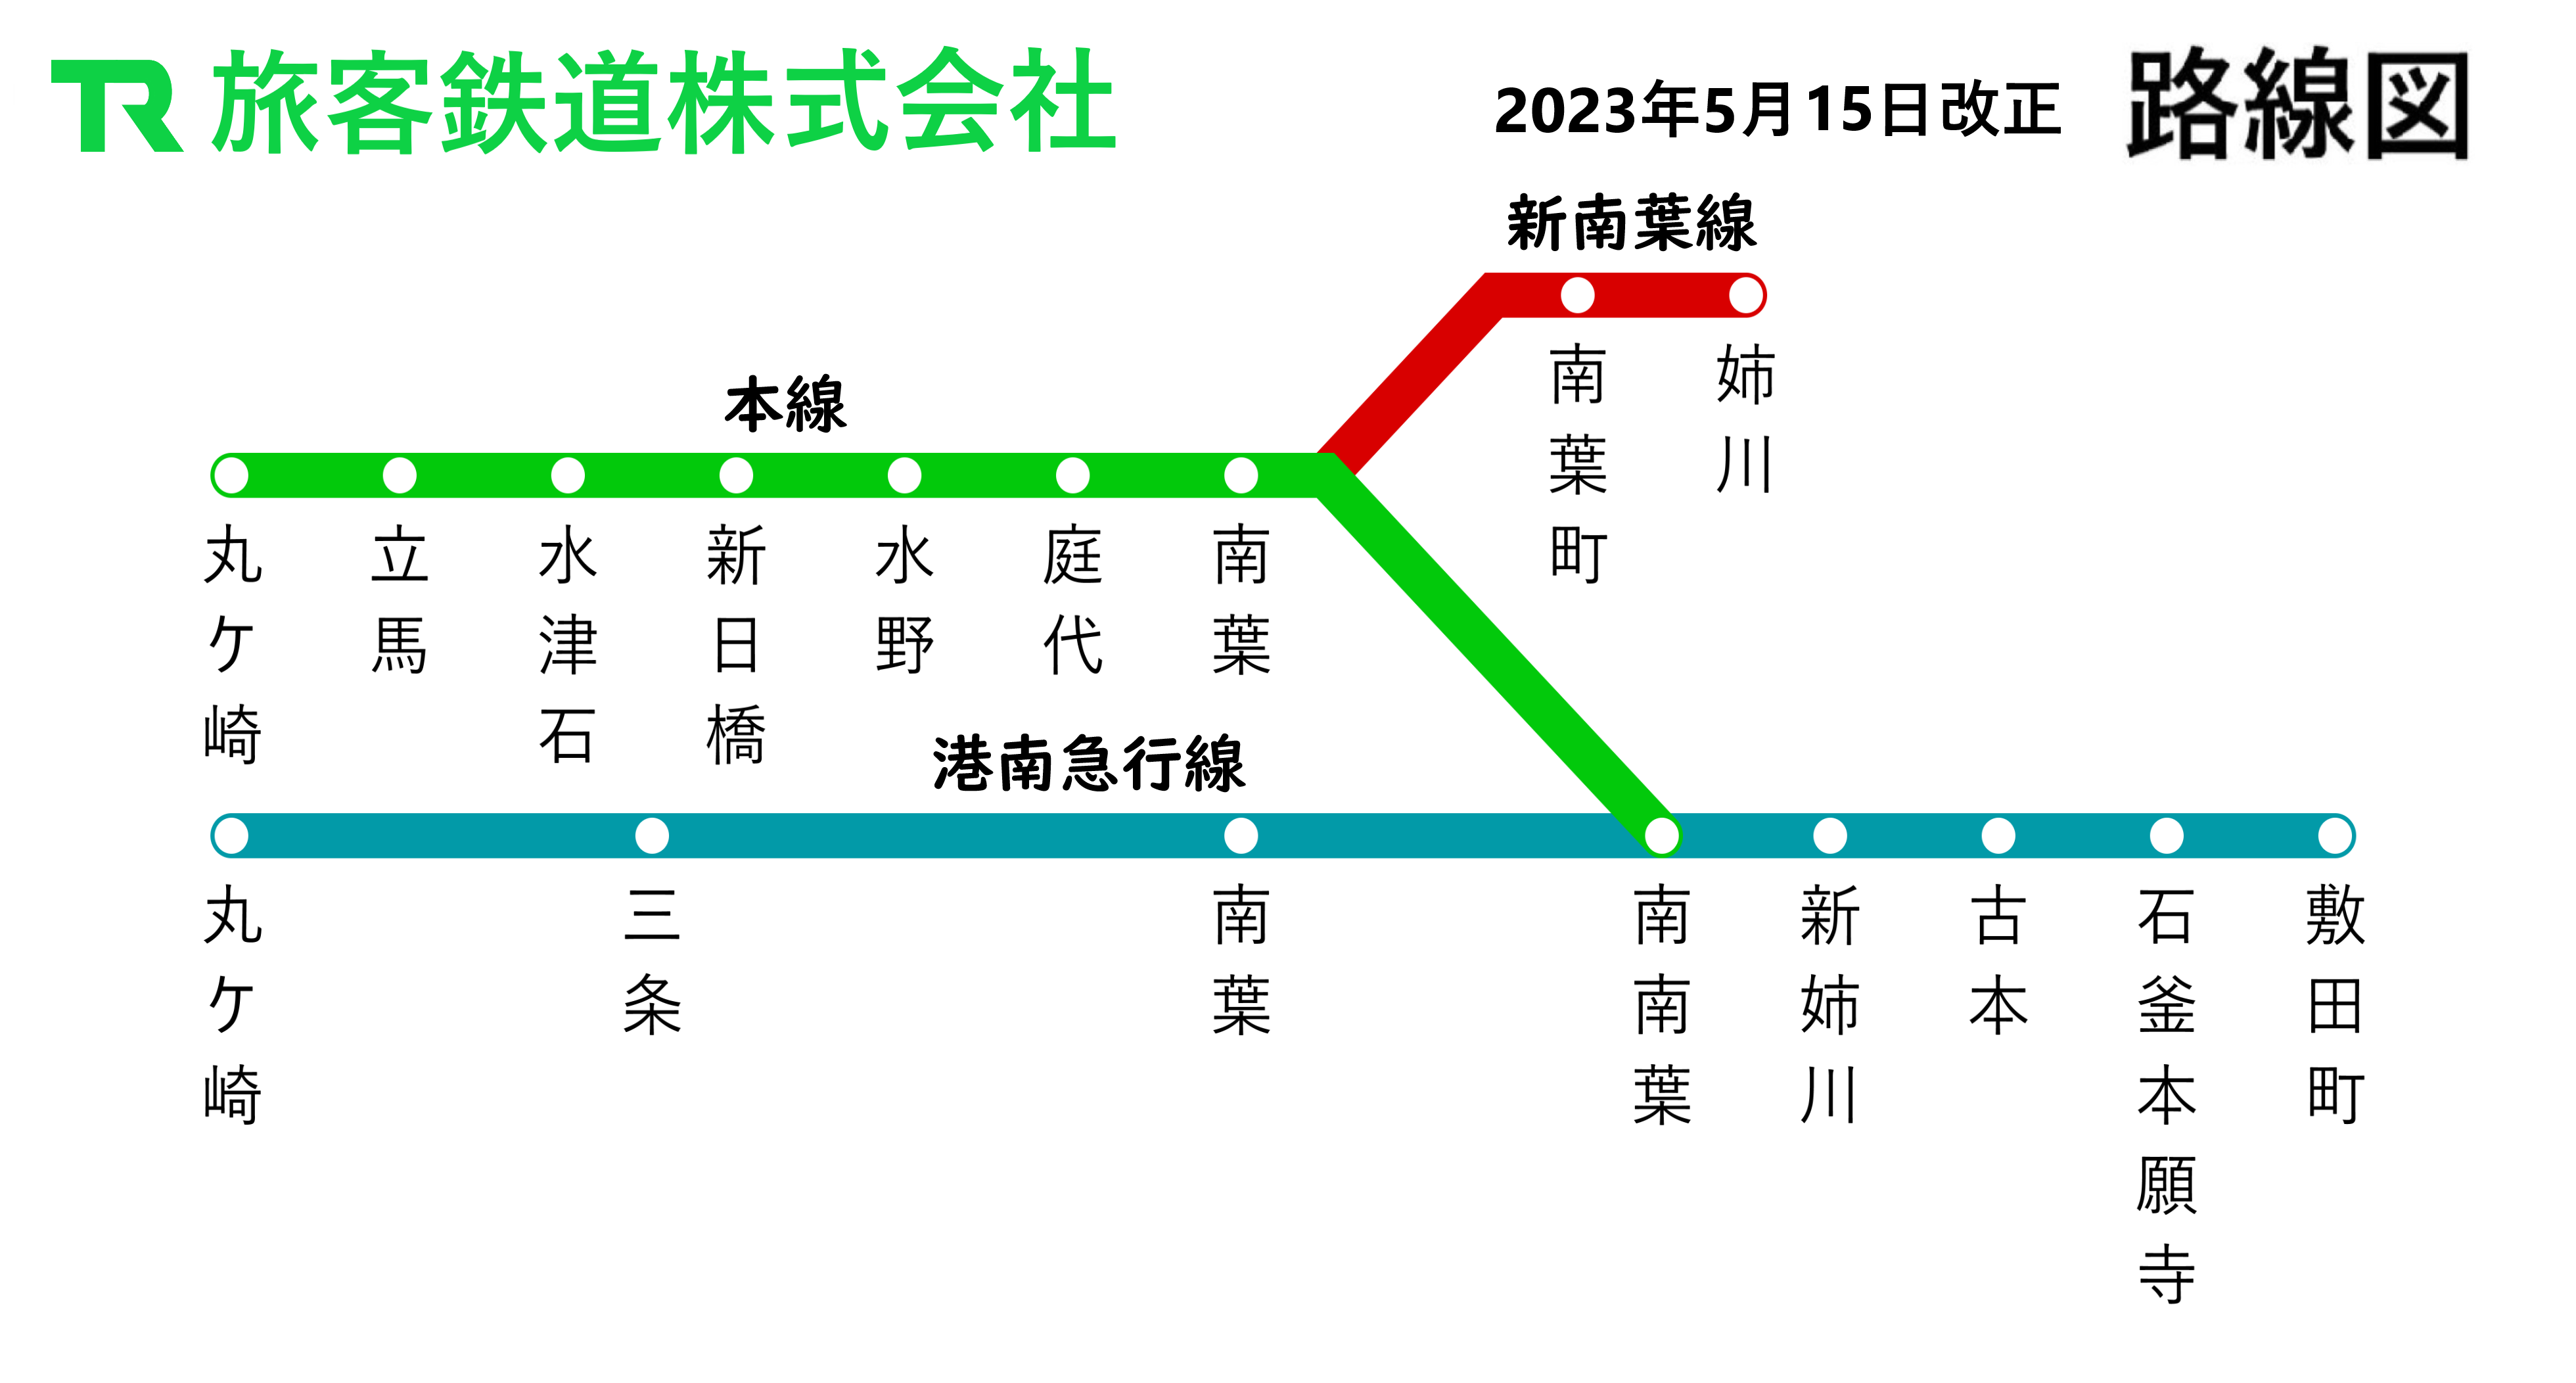 TR 旅客鉄道株式会社
2023年5月15日改正
路線図
新南葉線
南葉町
姉川
本線
丸ケ崎
立馬
水津石
新日橋
水野
庭代
南葉
港南急行線
丸ケ崎
三条
南葉
南南葉
新姉川
古本
石釜本願寺
敷田町